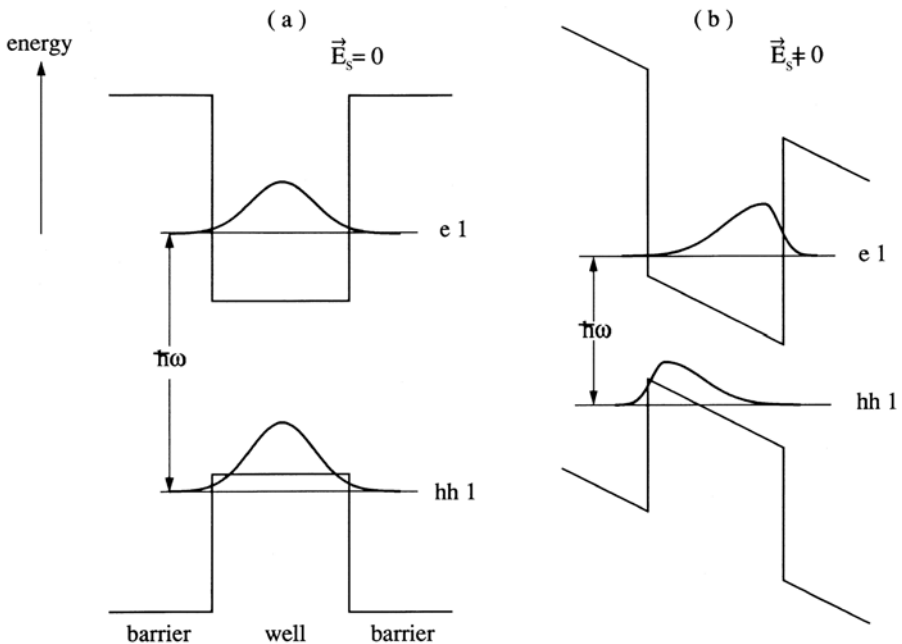 ( a )
( b )
energy
E⃗s = 0
E⃗s ≠ 0
e 1
e 1
ħω
ħω
hh 1
hh 1
barrier
well
barrier